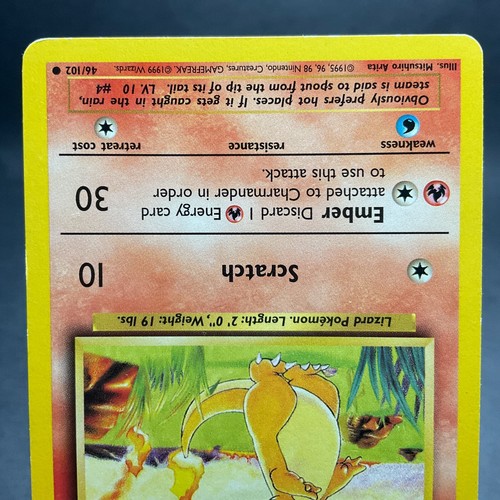 Lizard Pokémon. Length: 2' 0", Weight: 19 lbs.
Scratch 10
Ember Discard 1 Energy card
attached to Charmander in order
to use this attack.
30
weakness resistance retreat cost
Obviously prefers hot places. If it gets caught in the rain,
steam is said to spout from the tip of its tail. LV. 10 #4
Illus. Mitsuhiro Arita ©1995, 96, 98 Nintendo, Creatures, GAMEFREAK. ©1999 Wizards. 46/102